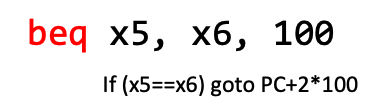 beq x5, x6, 100
If (x5==x6) goto PC+2*100